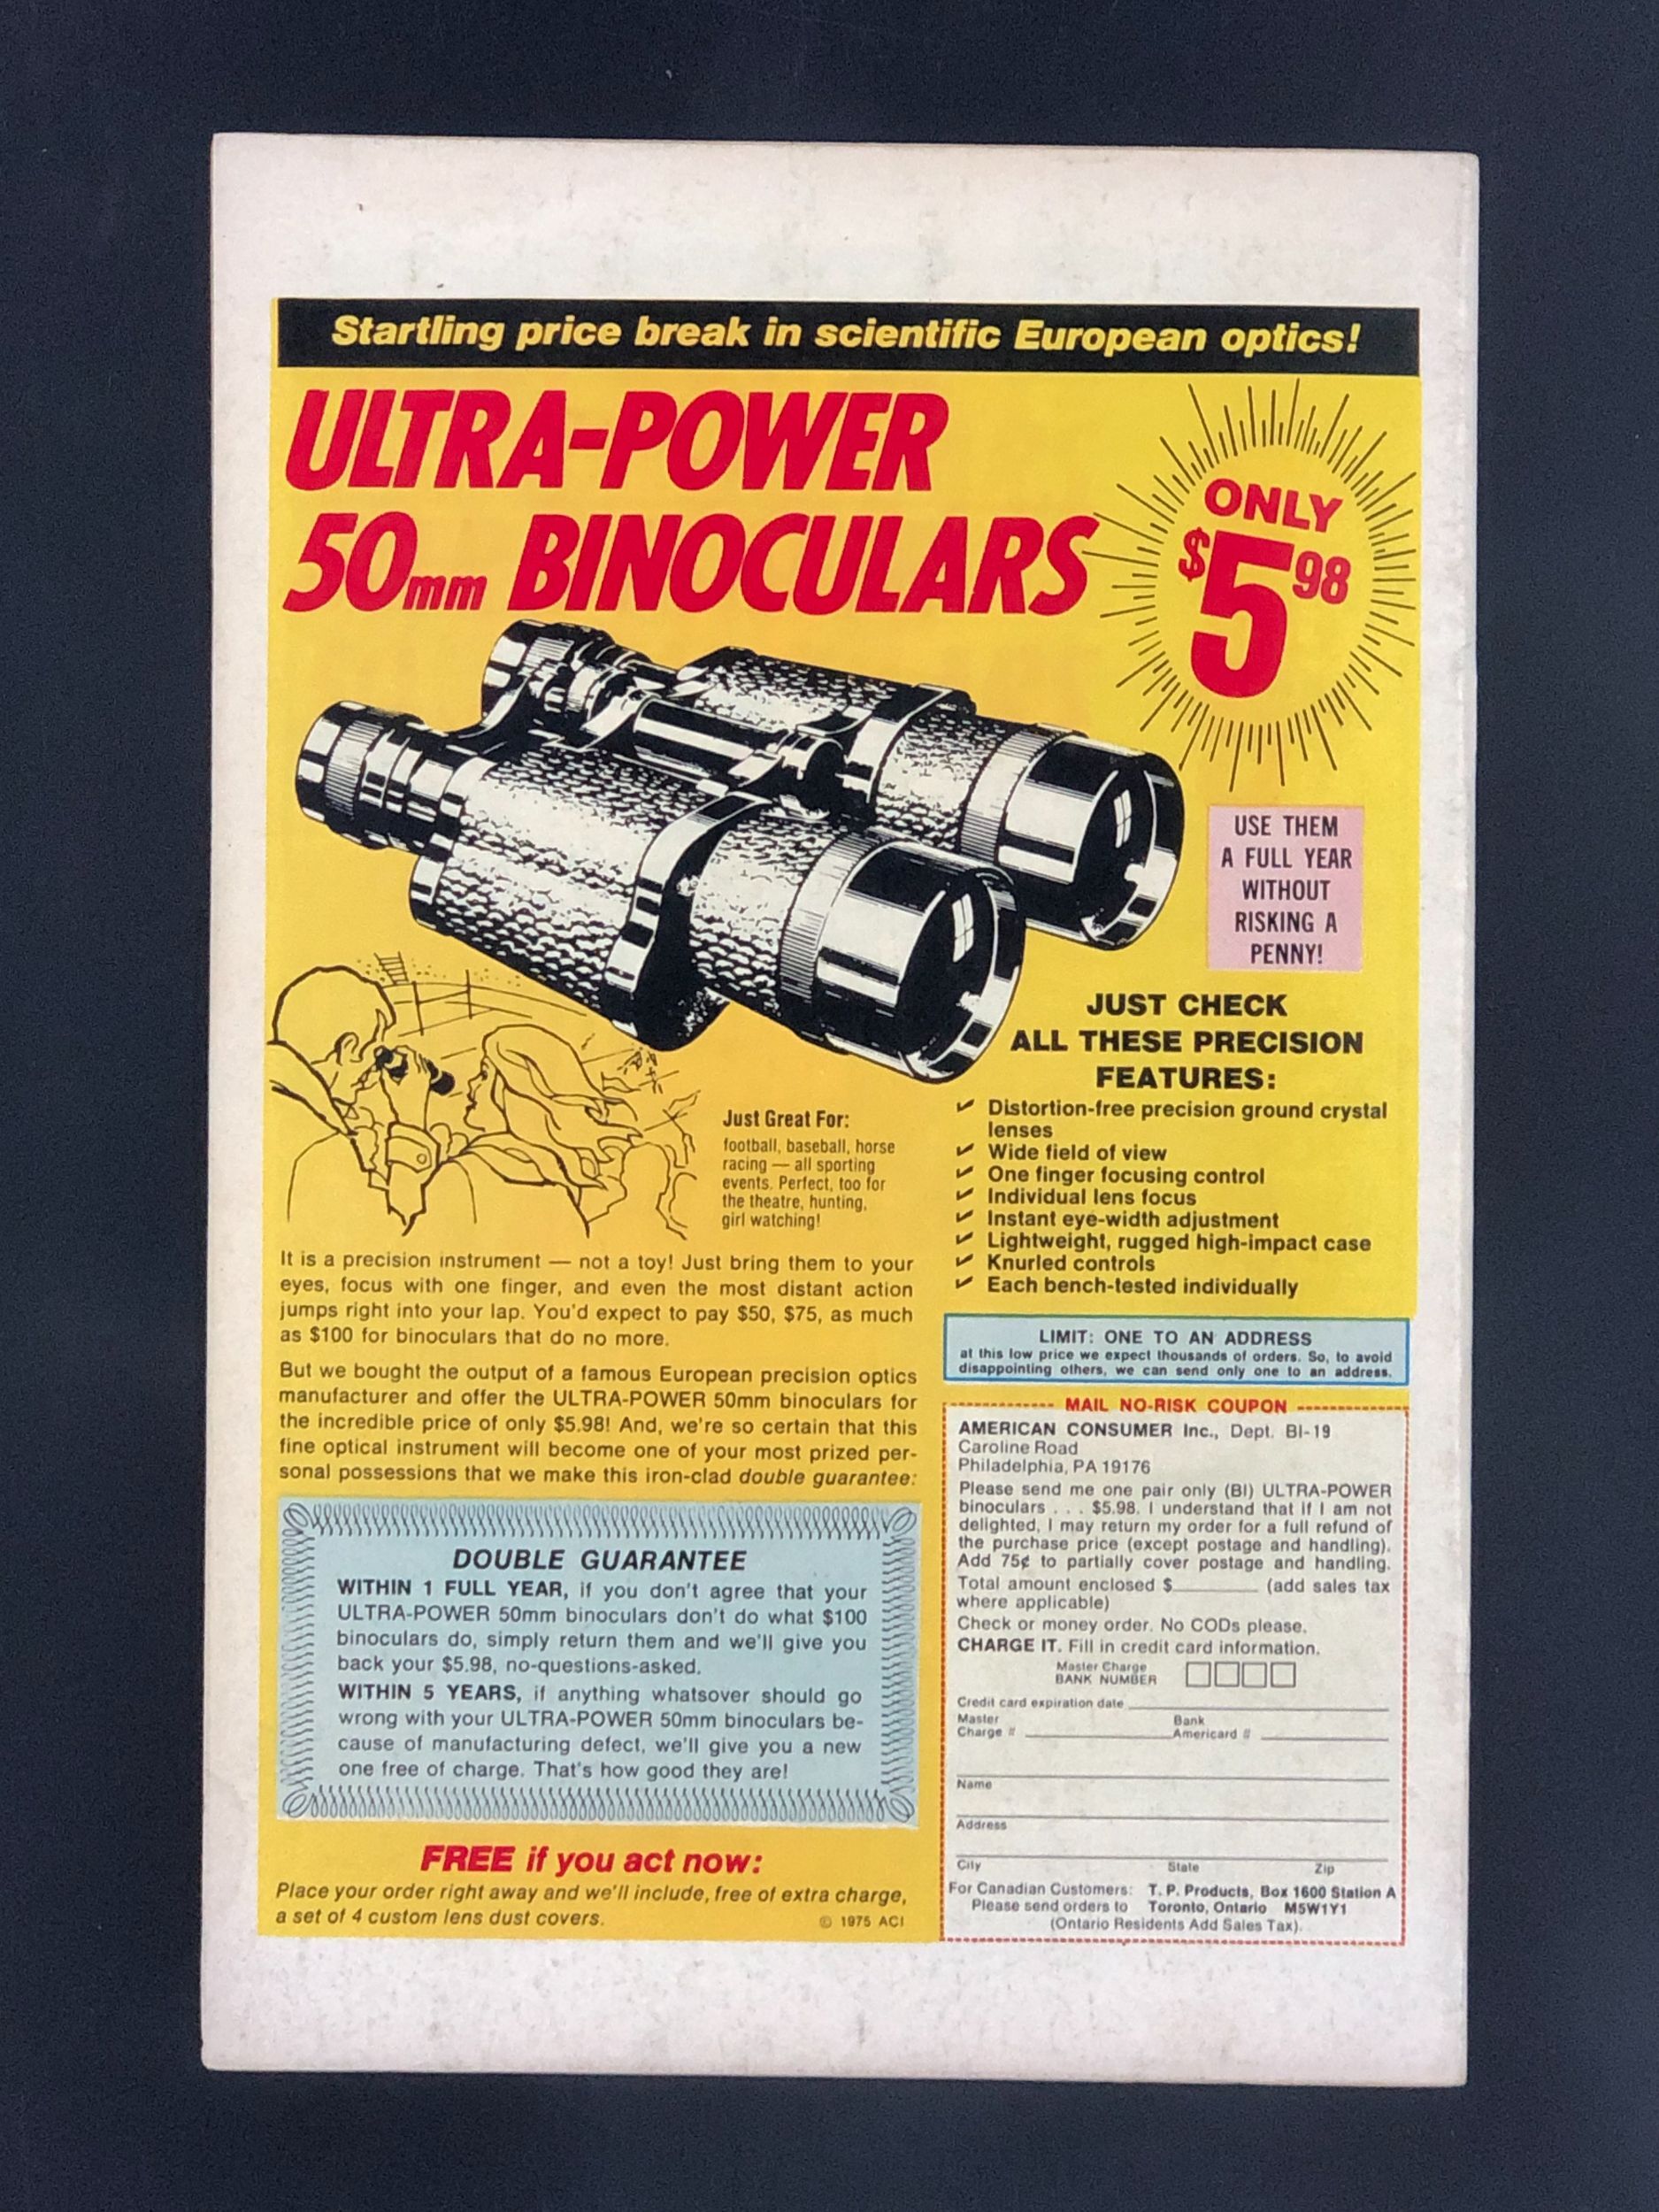 Startling price break in scientific European optics!
ULTRA-POWER
50mm BINOCULARS
ONLY
$5 98
USE THEM
A FULL YEAR
WITHOUT
RISKING A
PENNY!
JUST CHECK
ALL THESE PRECISION
FEATURES:
✔ Distortion-free precision ground crystal
lenses
✔ Wide field of view
✔ One finger focusing control
✔ Individual lens focus
✔ Instant eye-width adjustment
✔ Lightweight, rugged high-impact case
✔ Knurled controls
✔ Each bench-tested individually
Just Great For:
football, baseball, horse
racing — all sporting
events. Perfect, too for
the theatre, hunting,
girl watching!
It is a precision instrument — not a toy! Just bring them to your
eyes, focus with one finger, and even the most distant action
jumps right into your lap. You'd expect to pay $50, $75, as much
as $100 for binoculars that do no more.
But we bought the output of a famous European precision optics
manufacturer and offer the ULTRA-POWER 50mm binoculars for
the incredible price of only $5.98! And, we're so certain that this
fine optical instrument will become one of your most prized per-
sonal possessions that we make this iron-clad double guarantee:
DOUBLE GUARANTEE
WITHIN 1 FULL YEAR, if you don't agree that your
ULTRA-POWER 50mm binoculars don't do what $100
binoculars do, simply return them and we'll give you
back your $5.98, no-questions-asked.
WITHIN 5 YEARS, if anything whatsover should go
wrong with your ULTRA-POWER 50mm binoculars be-
cause of manufacturing defect, we'll give you a new
one free of charge. That's how good they are!
FREE if you act now:
Place your order right away and we'll include, free of extra charge,
a set of 4 custom lens dust covers.
© 1975 ACI
LIMIT: ONE TO AN ADDRESS
at this low price we expect thousands of orders. So, to avoid
disappointing others, we can send only one to an address.
MAIL NO-RISK COUPON
AMERICAN CONSUMER Inc., Dept. BI-19
Caroline Road
Philadelphia, PA 19176
Please send me one pair only (BI) ULTRA-POWER
binoculars . . . $5.98. I understand that if I am not
delighted, I may return my order for a full refund of
the purchase price (except postage and handling).
Add 75¢ to partially cover postage and handling.
Total amount enclosed $________ (add sales tax
where applicable)
Check or money order. No CODs please.
CHARGE IT. Fill in credit card information.
Master Charge
BANK NUMBER
Credit card expiration date
Master Bank
Charge # Americard #
Name
Address
City State Zip
For Canadian Customers: T. P. Products, Box 1600 Station A
Please send orders to Toronto, Ontario M5W1Y1
(Ontario Residents Add Sales Tax).